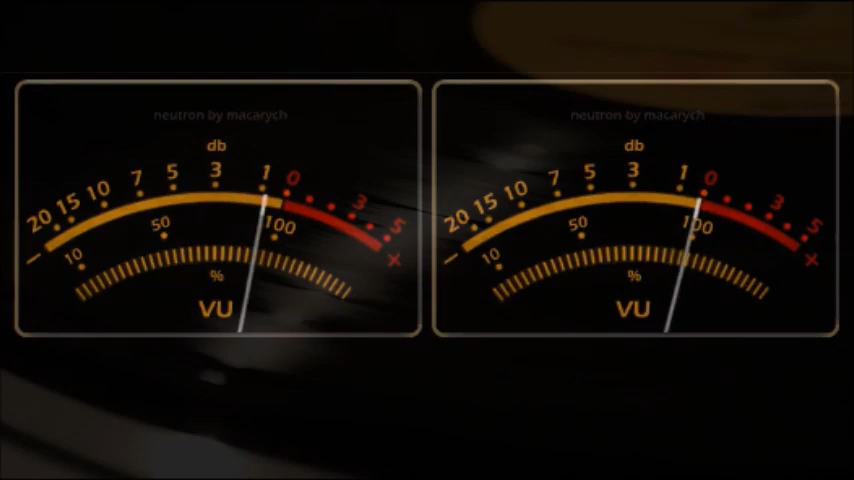 neutron by macarych
db
20 15 10 7 5 3 1 0 3 5
− 10 50 100 +
%
VU
neutron by macarych
db
20 15 10 7 5 3 1 0 3 5
− 10 50 100 +
%
VU